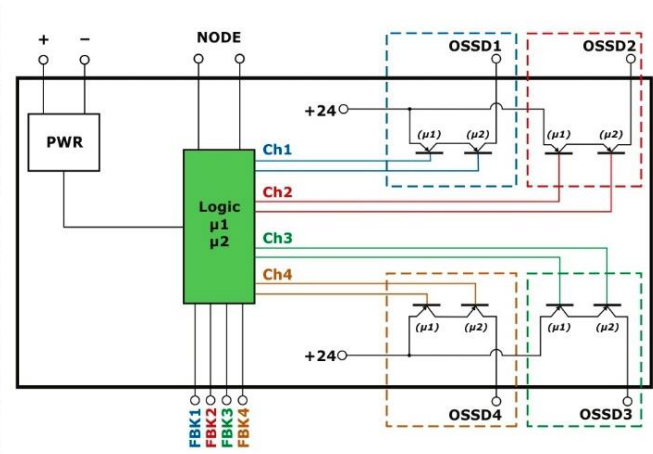 + −
NODE
OSSD1
OSSD2
+24
(µ1) (µ2)
(µ1) (µ2)
PWR
Ch1
Ch2
Logic
µ1
µ2
Ch3
Ch4
(µ1) (µ2)
(µ1) (µ2)
+24
OSSD4
OSSD3
FBK1
FBK2
FBK3
FBK4